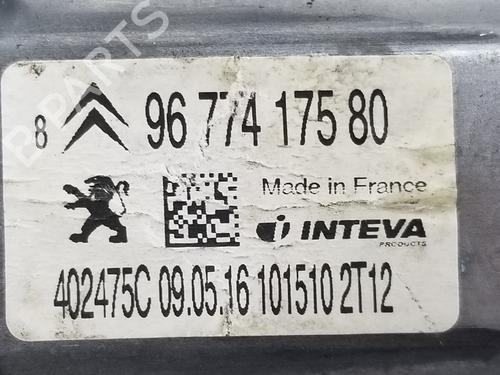 B-PARTS
8 96 774 175 80
Made in France
INTEVA
PRODUCTS
402475C 09.05.16 101510 2T12